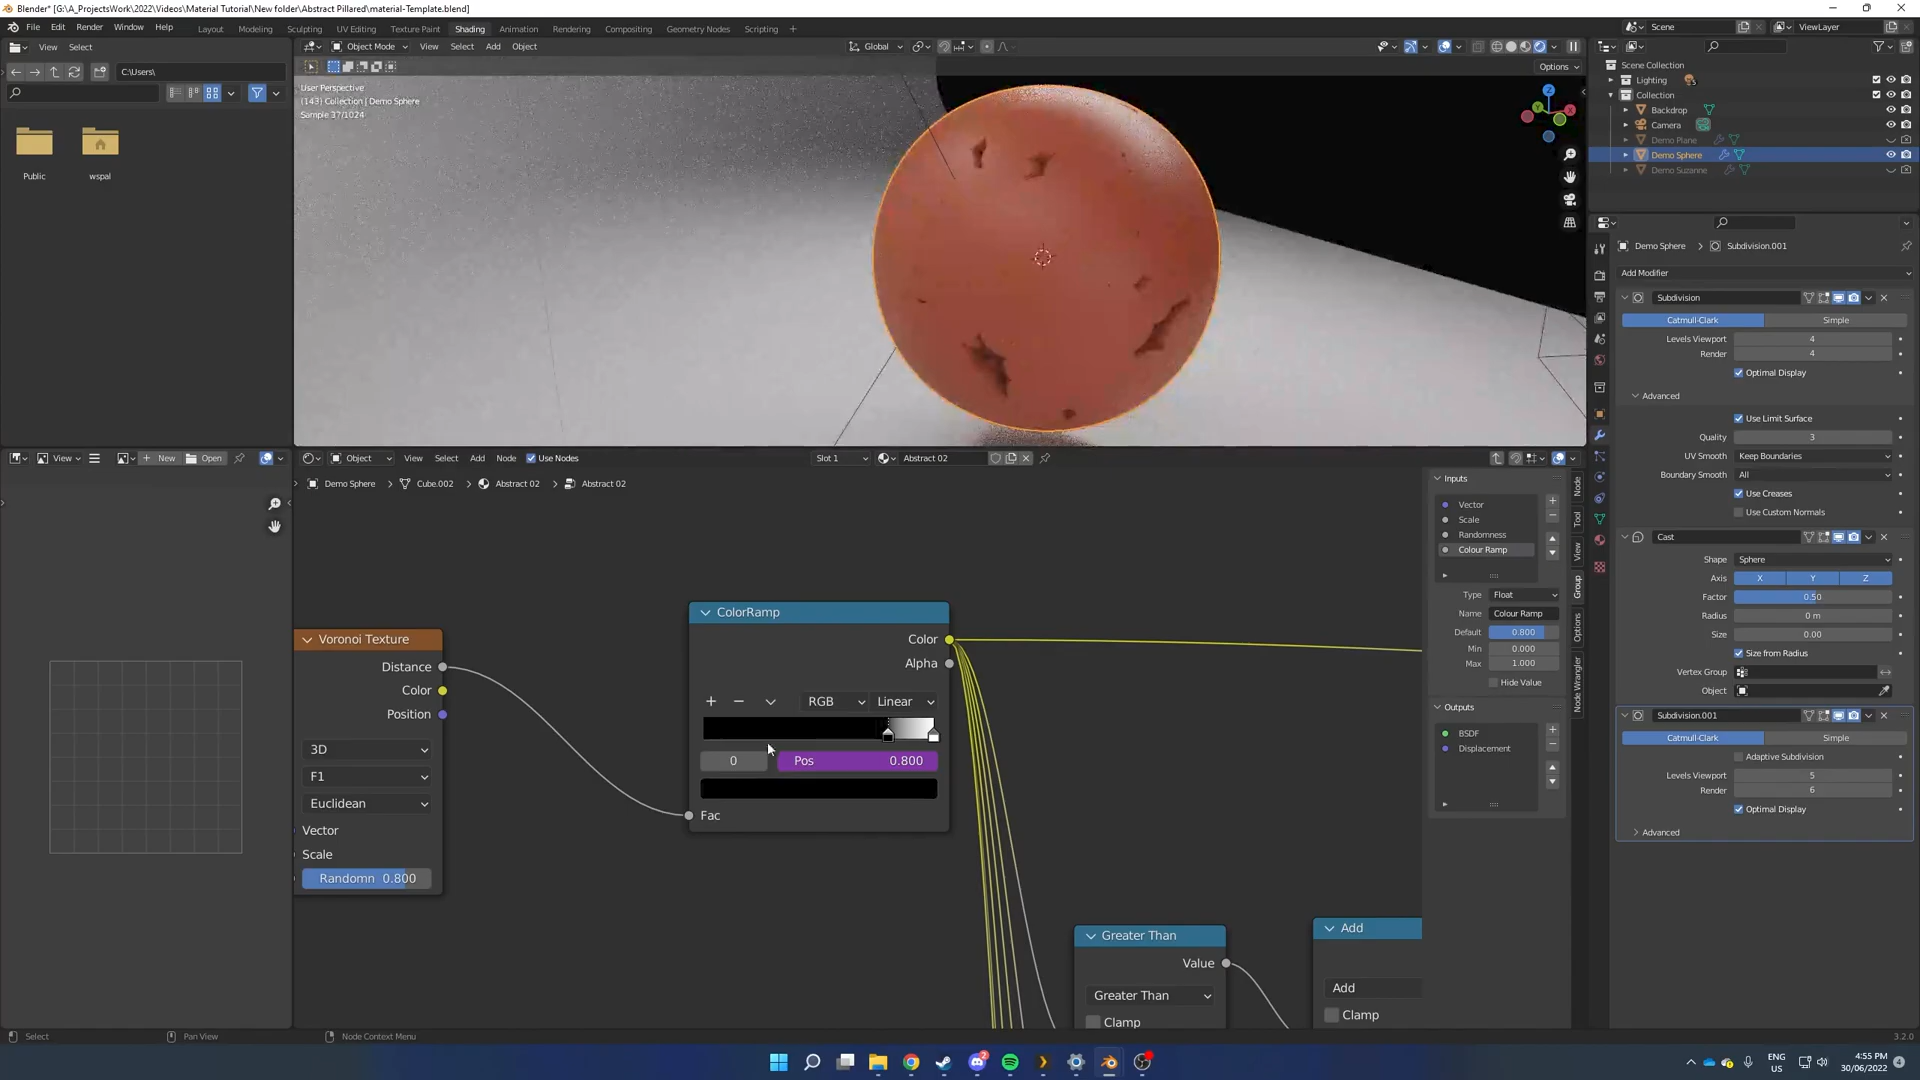 Blender* [G:\A_ProjectsWork\2022\Videos\Material Tutorial\New folder\Abstract Pillared\material-Template.blend]
File Edit Render Window Help Layout Modeling Sculpting UV Editing Texture Paint Shading Animation Rendering Compositing Geometry Nodes Scripting +
Scene ViewLayer
View Select
Object Mode View Select Add Object Global
C:\Users\
Options
Public wspal
User Perspective
(143) Collection | Demo Sphere
Sample 37/1024
Z
X
Y
Scene Collection
Lighting
Collection
Backdrop
Camera
Demo Plane
Demo Sphere
Demo Suzanne
Demo Sphere > Subdivision.001
Add Modifier
Subdivision
Catmull-Clark Simple
Levels Viewport 4
Render 4
Optimal Display
Advanced
Use Limit Surface
Quality 3
UV Smooth Keep Boundaries
Boundary Smooth All
Use Creases
Use Custom Normals
Cast
Shape Sphere
Axis X Y Z
Factor 0.50
Radius 0 m
Size 0.00
Size from Radius
Vertex Group
Object
Subdivision.001
Catmull-Clark Simple
Adaptive Subdivision
Levels Viewport 5
Render 6
Optimal Display
Advanced
View New Open
Object View Select Add Node Use Nodes Slot 1 Abstract 02
Demo Sphere > Cube.002 > Abstract 02 > Abstract 02
Voronoi Texture
Distance
Color
Position
3D
F1
Euclidean
Vector
Scale
Randomn 0.800
ColorRamp
Color
Alpha
+ − RGB Linear
0 Pos 0.800
Fac
Greater Than
Value
Greater Than
Clamp
Add
Add
Clamp
Inputs
Vector
Scale
Randomness
Colour Ramp
Type Float
Name Colour Ramp
Default 0.800
Min 0.000
Max 1.000
Hide Value
Outputs
BSDF
Displacement
Node
Tool
View
Group
Options
Node Wrangler
Select Pan View Node Context Menu 3.2.0
2
ENG
US
4:55 PM
30/06/2022
4